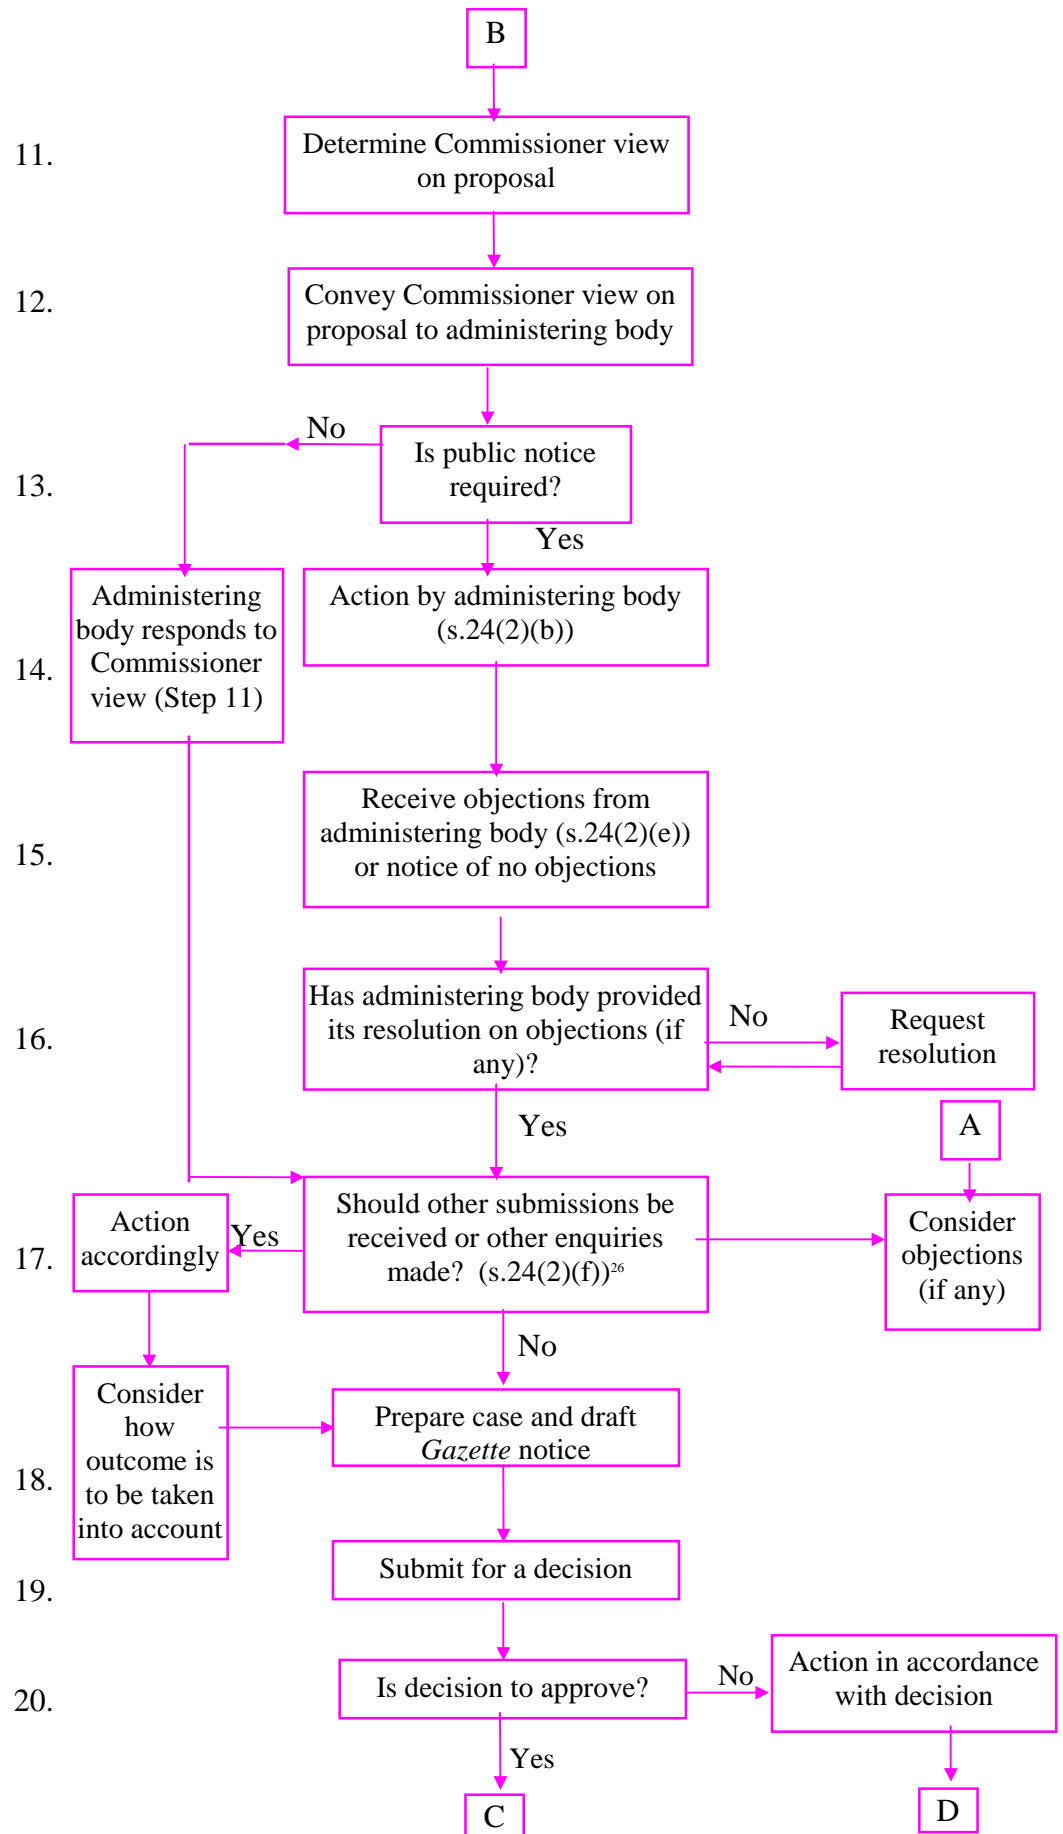 B
11.
Determine Commissioner view
on proposal
12.
Convey Commissioner view on
proposal to administering body
No
13.
Is public notice
required?
Yes
Administering
body responds to
Commissioner
view (Step 11)
14.
Action by administering body
(s.24(2)(b))
15.
Receive objections from
administering body (s.24(2)(e))
or notice of no objections
16.
Has administering body provided
its resolution on objections (if
any)?
No
Request
resolution
Yes
A
17.
Action
accordingly
Yes
Should other submissions be
received or other enquiries
made?  (s.24(2)(f))26
Consider
objections
(if any)
No
18.
Consider
how
outcome is
to be taken
into account
Prepare case and draft
Gazette notice
19.
Submit for a decision
20.
Is decision to approve?
No
Action in accordance
with decision
Yes
C
D